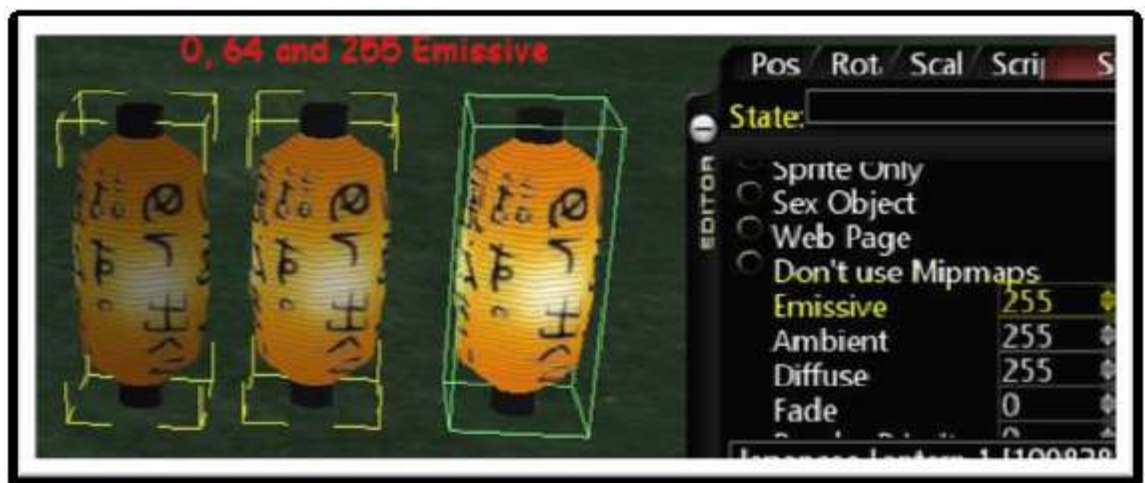 0, 64 and 255 Emissive
Pos Rot. Scal Scri S
State:
EDITOR
Sprite Only
Sex Object
Web Page
Don't use Mipmaps
Emissive 255
Ambient 255
Diffuse 255
Fade 0